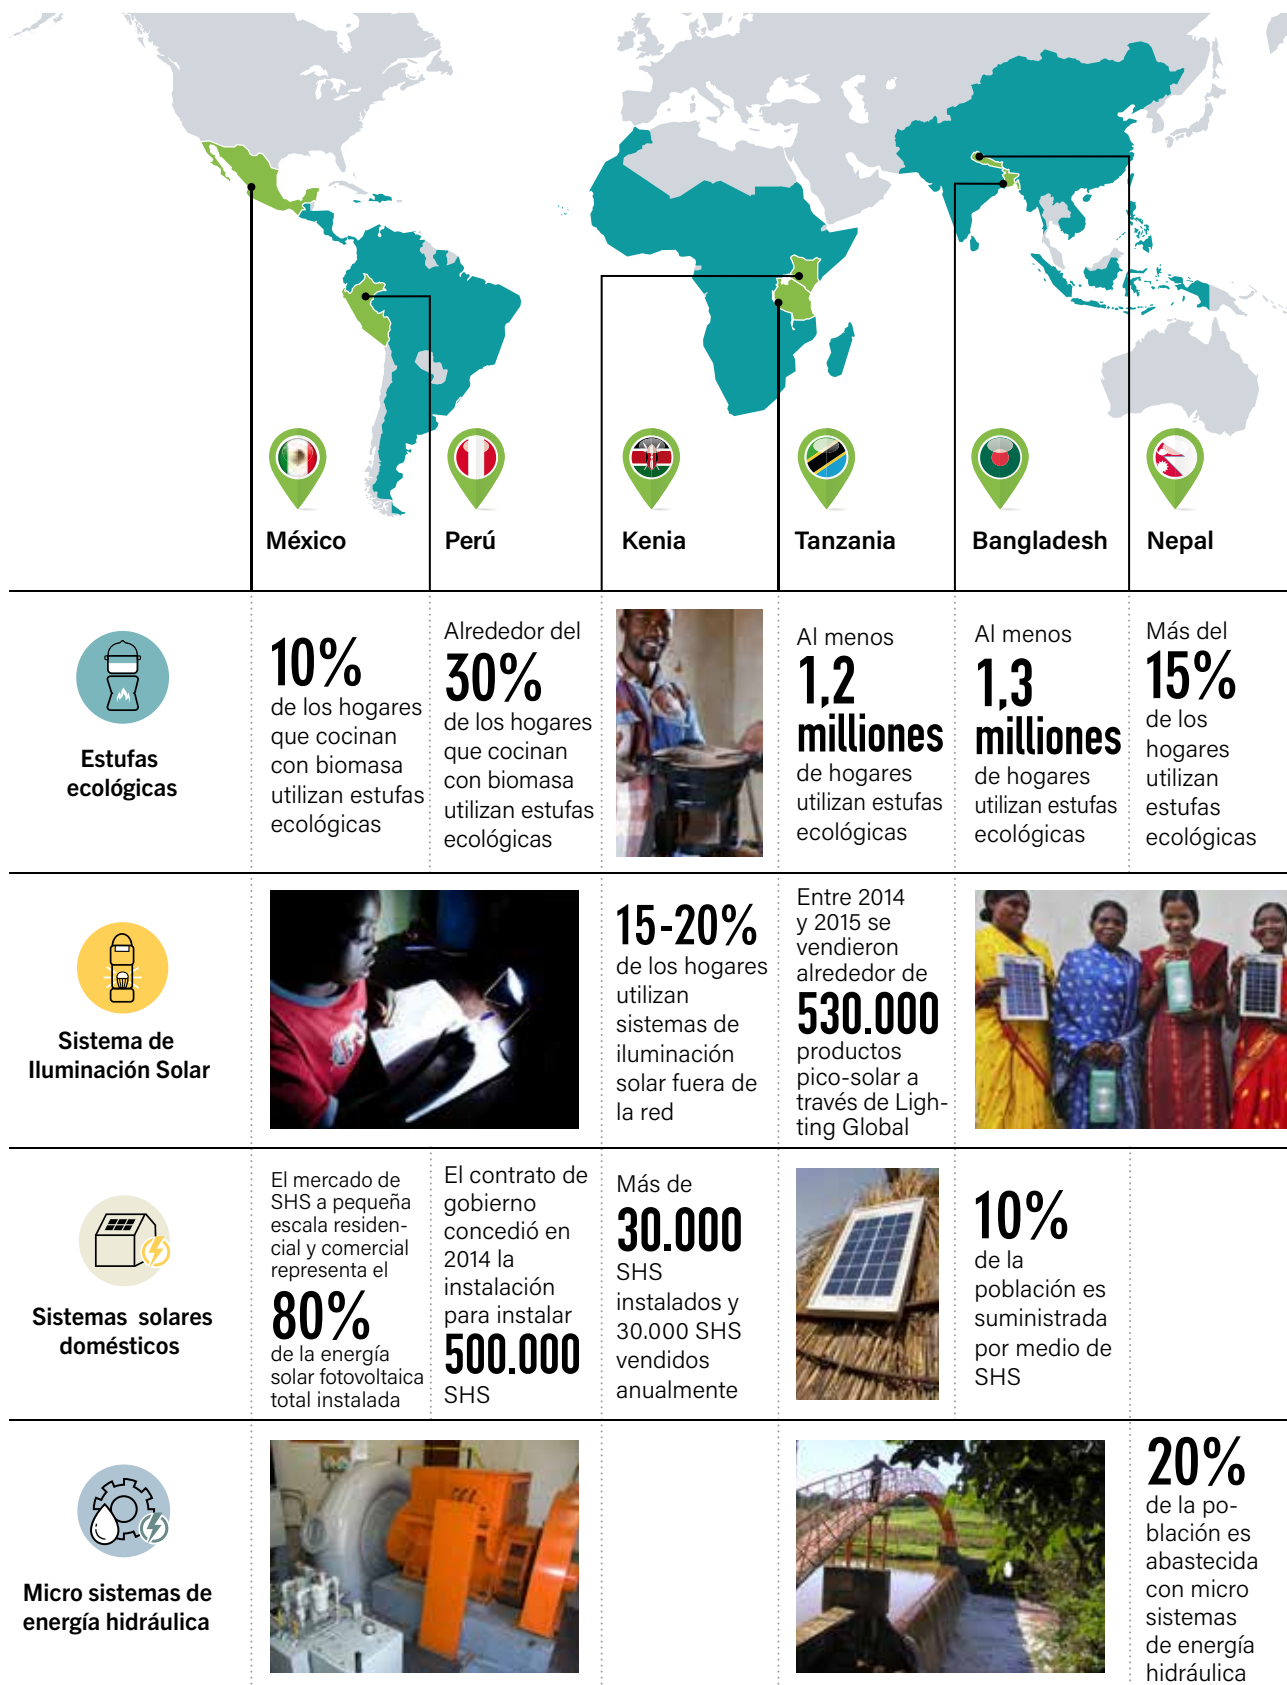 México
Perú
Kenia
Tanzania
Bangladesh
Nepal
Estufas
ecológicas
10%
de los hogares
que cocinan
con biomasa
utilizan estufas
ecológicas
Alrededor del
30%
de los hogares
que cocinan
con biomasa
utilizan estufas
ecológicas
Al menos
1,2
milliones
de hogares
utilizan estufas
ecológicas
Al menos
1,3
milliones
de hogares
utilizan estufas
ecológicas
Más del
15%
de los
hogares
utilizan
estufas
ecológicas
Sistema de
Iluminación Solar
15-20%
de los hogares
utilizan
sistemas de
iluminación
solar fuera de
la red
Entre 2014
y 2015 se
vendieron
alrededor de
530.000
productos
pico-solar a
través de Ligh-
ting Global
Sistemas solares
domésticos
El mercado de
SHS a pequeña
escala residen-
cial y comercial
representa el
80%
de la energía
solar fotovoltaica
total instalada
El contrato de
gobierno
concedió en
2014 la
instalación
para instalar
500.000
SHS
Más de
30.000
SHS
instalados y
30.000 SHS
vendidos
anualmente
10%
de la
población es
suministrada
por medio de
SHS
Micro sistemas de
energía hidráulica
20%
de la po-
blación es
abastecida
con micro
sistemas
de energía
hidráulica